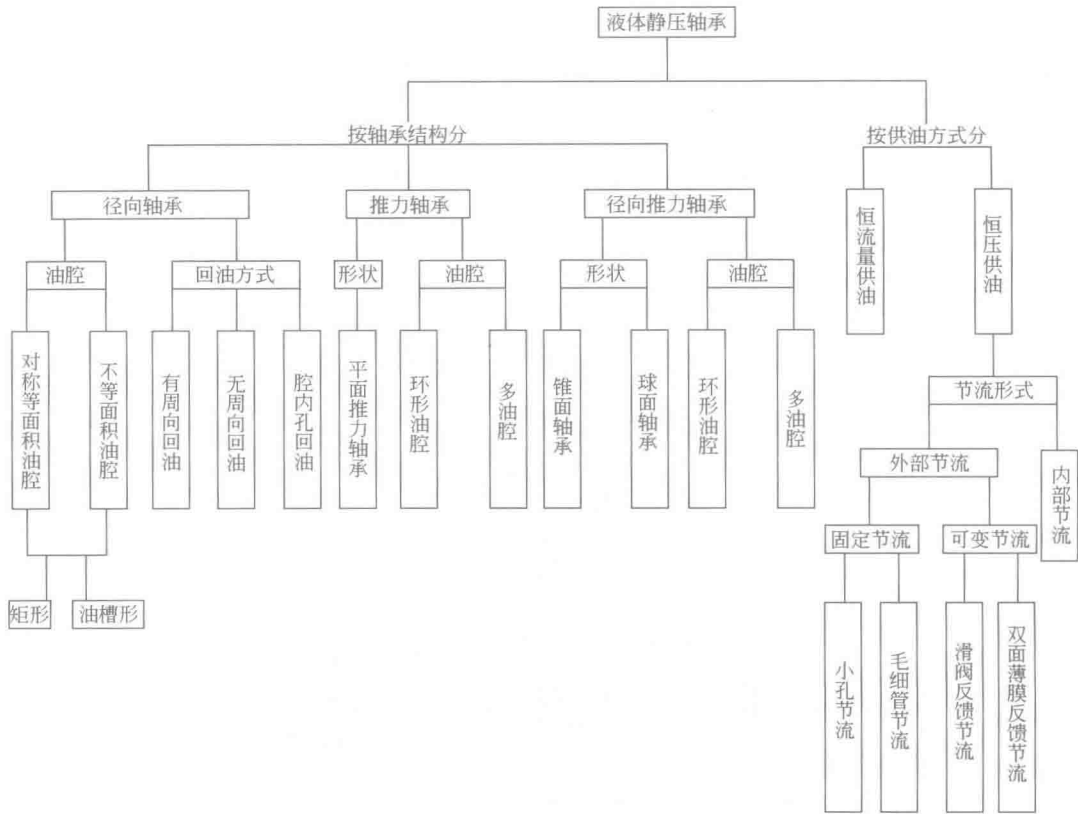 液体静压轴承
按轴承结构分
按供油方式分
径向轴承
推力轴承
径向推力轴承
恒流量供油
恒压供油
油腔
回油方式
形状
油腔
形状
油腔
对称等面积油腔
不等面积油腔
有周向回油
无周向回油
腔内孔回油
平面推力轴承
环形油腔
多油腔
锥面轴承
球面轴承
环形油腔
多油腔
节流形式
外部节流
内部节流
固定节流
可变节流
矩形
油槽形
小孔节流
毛细管节流
滑阀反馈节流
双面薄膜反馈节流